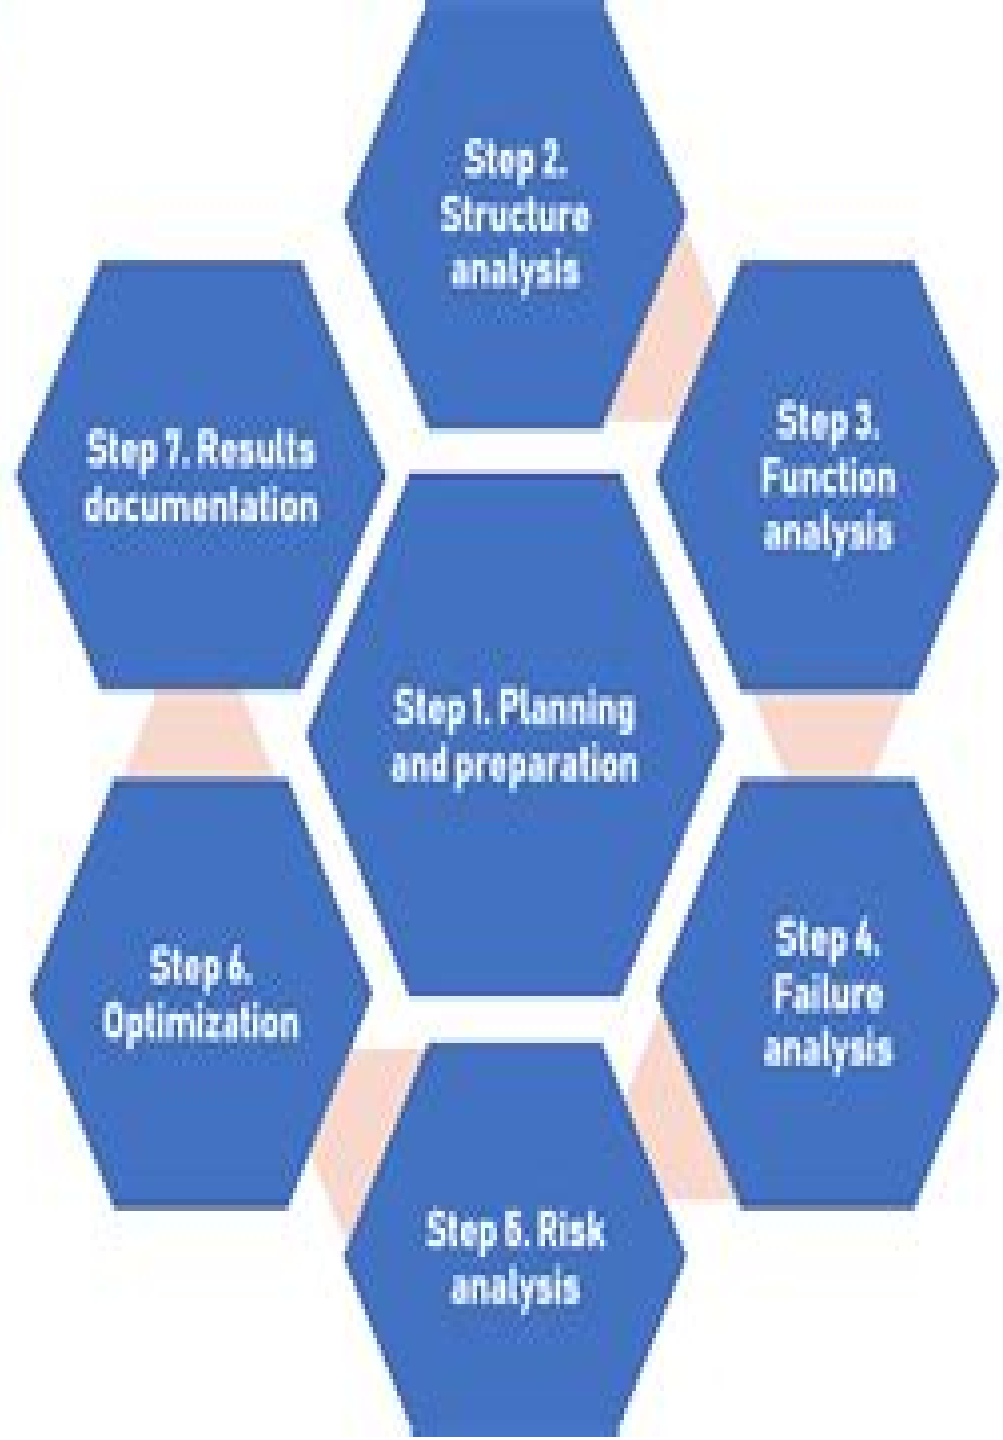 Step 2.
Structure
analysis
Step 3.
Function
analysis
Step 7. Results
documentation
Step 1. Planning
and preparation
Step 4.
Failure
analysis
Step 6.
Optimization
Step 5. Risk
analysis